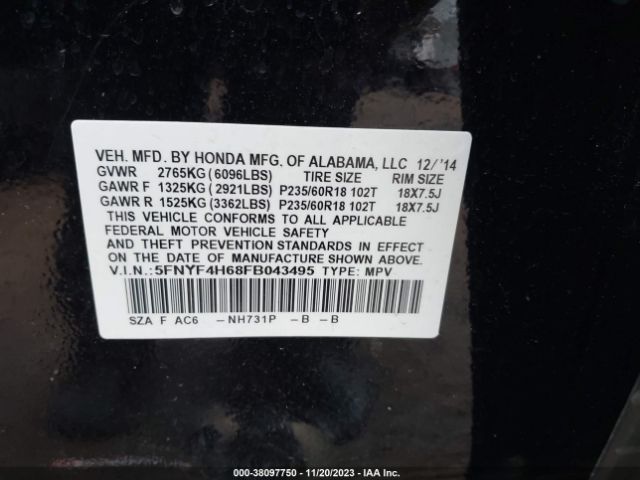 VEH. MFD. BY HONDA MFG. OF ALABAMA, LLC 12/ '14
GVWR 2765KG (6096LBS) TIRE SIZE RIM SIZE
GAWR F 1325KG (2921LBS) P235/60R18 102T 18X7.5J
GAWR R 1525KG (3362LBS) P235/60R18 102T 18X7.5J
THIS VEHICLE CONFORMS TO ALL APPLICABLE
FEDERAL MOTOR VEHICLE SAFETY
AND THEFT PREVENTION STANDARDS IN EFFECT
ON THE DATE OF MANUFACTURE SHOWN ABOVE.
V.I.N.: 5FNYF4H68FB043495 TYPE: MPV
SZA F AC6 -NH731P -B -B
000-38097750 - 11/20/2023 - IAA Inc.